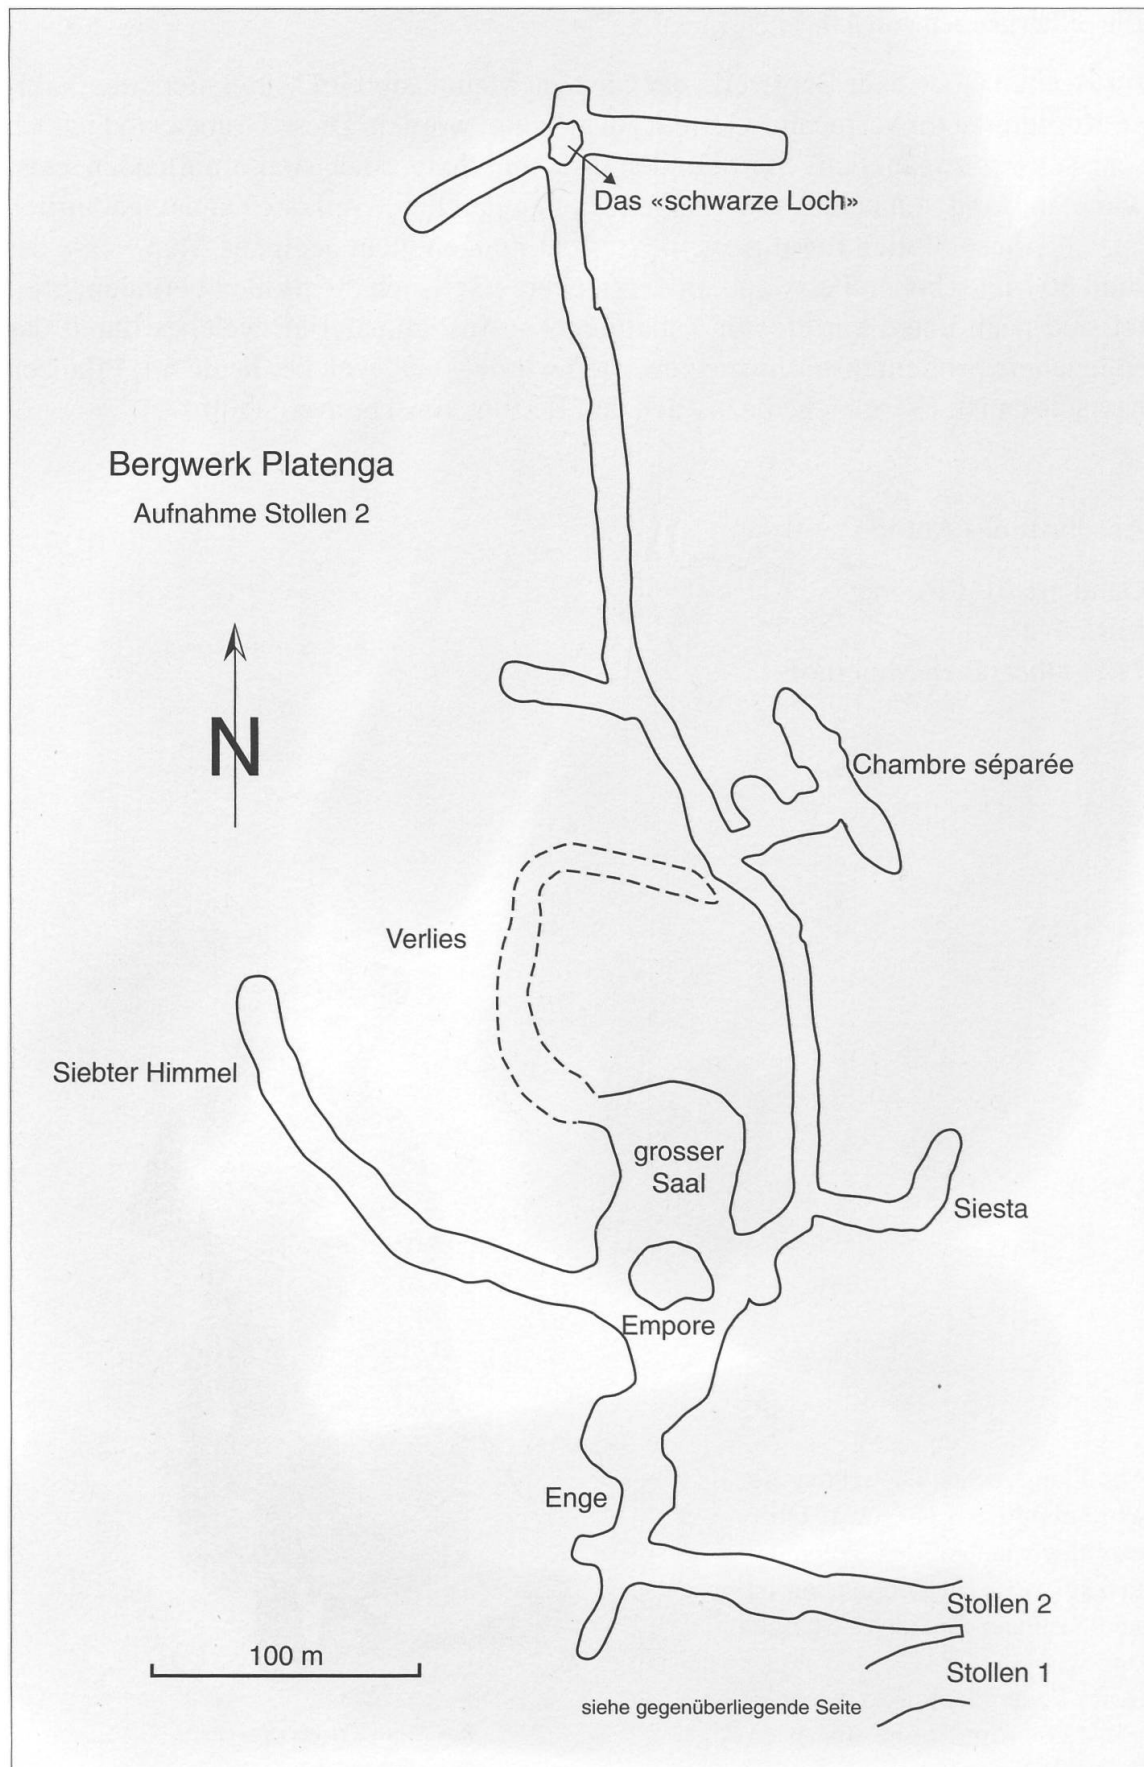 Das «schwarze Loch»
Bergwerk Platenga
Aufnahme Stollen 2
N
Chambre séparée
Verlies
Siebter Himmel
grosser
Saal
Siesta
Empore
Enge
Stollen 2
100 m
Stollen 1
siehe gegenüberliegende Seite